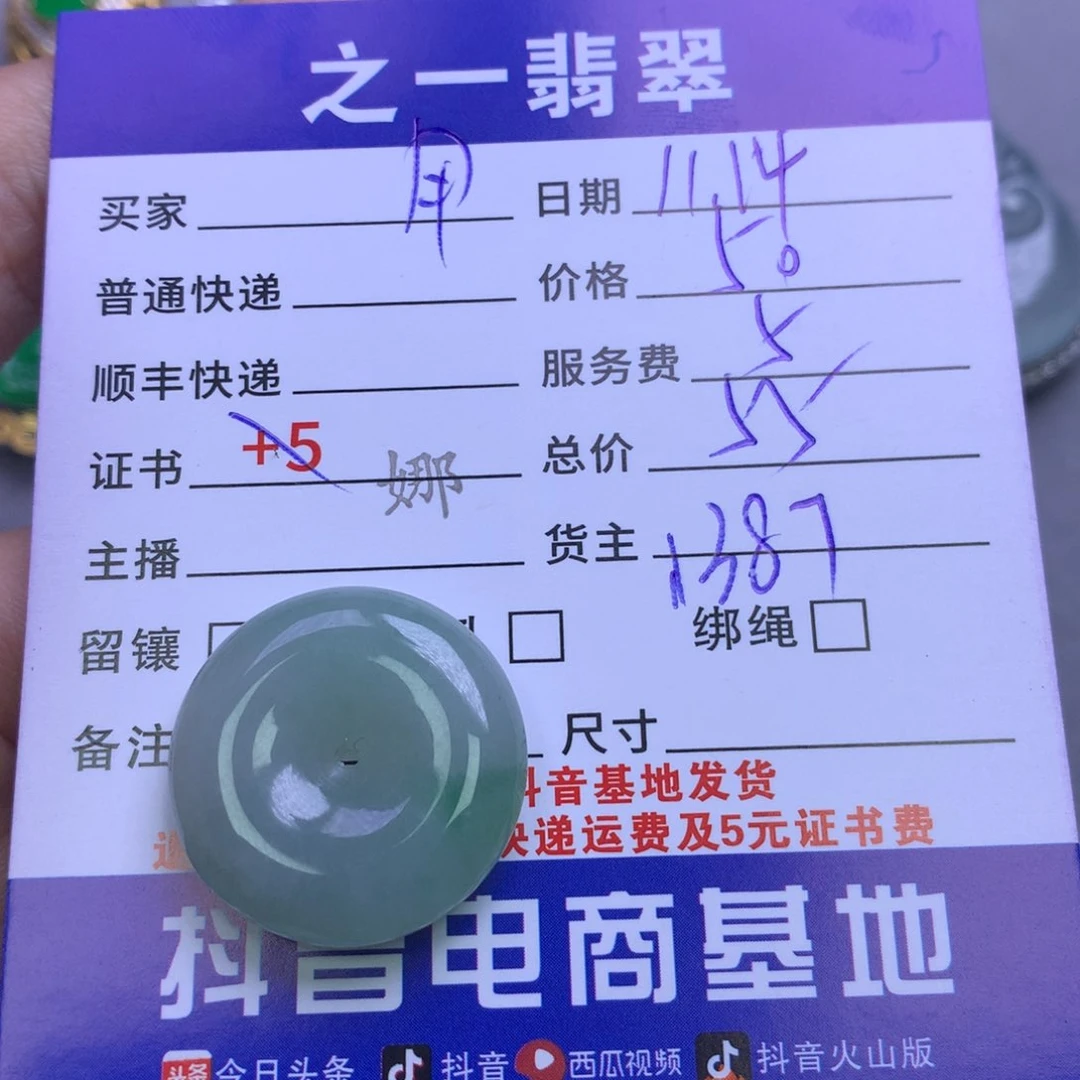 之一翡翠
买家 甲 日期 11.14
普通快递 价格 50
顺丰快递 服务费 5
证书 +5 娜 总价 55
主播 货主 1387
留镶 绑绳
备注 尺寸
抖音基地发货
快递运费及5元证书费
抖音电商基地
头条 今日头条 抖音 西瓜视频 抖音火山版